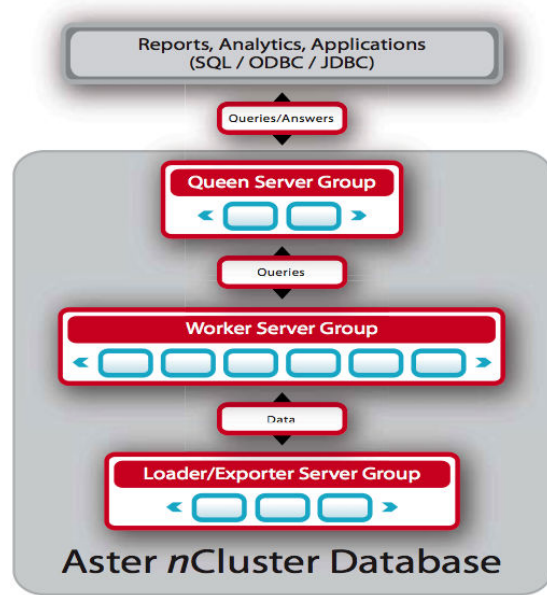 Reports, Analytics, Applications
(SQL / ODBC / JDBC)
Queries/Answers
Queen Server Group
Queries
Worker Server Group
Data
Loader/Exporter Server Group
Aster nCluster Database